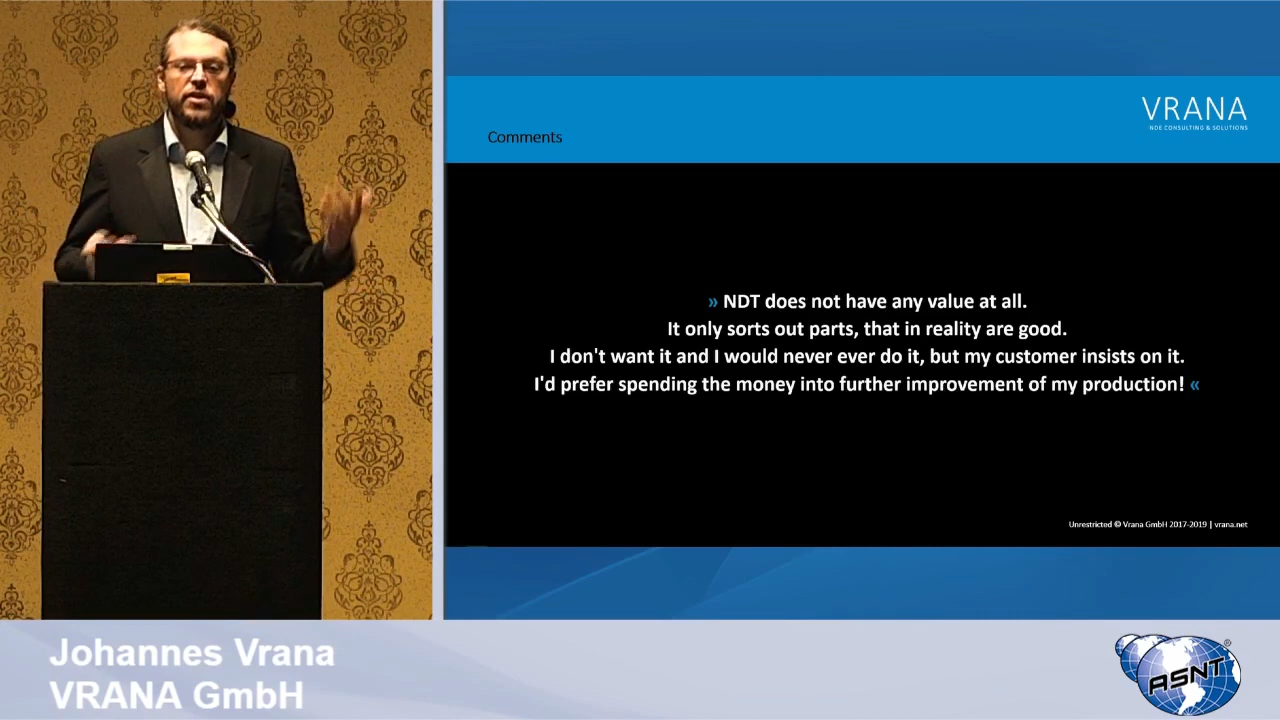 VRANA
NDE CONSULTING & SOLUTIONS
Comments
» NDT does not have any value at all.
It only sorts out parts, that in reality are good.
I don't want it and I would never ever do it, but my customer insists on it.
I'd prefer spending the money into further improvement of my production! «
Unrestricted © Vrana GmbH 2017-2019 | vrana.net
Johannes Vrana
VRANA GmbH
ASNT
®